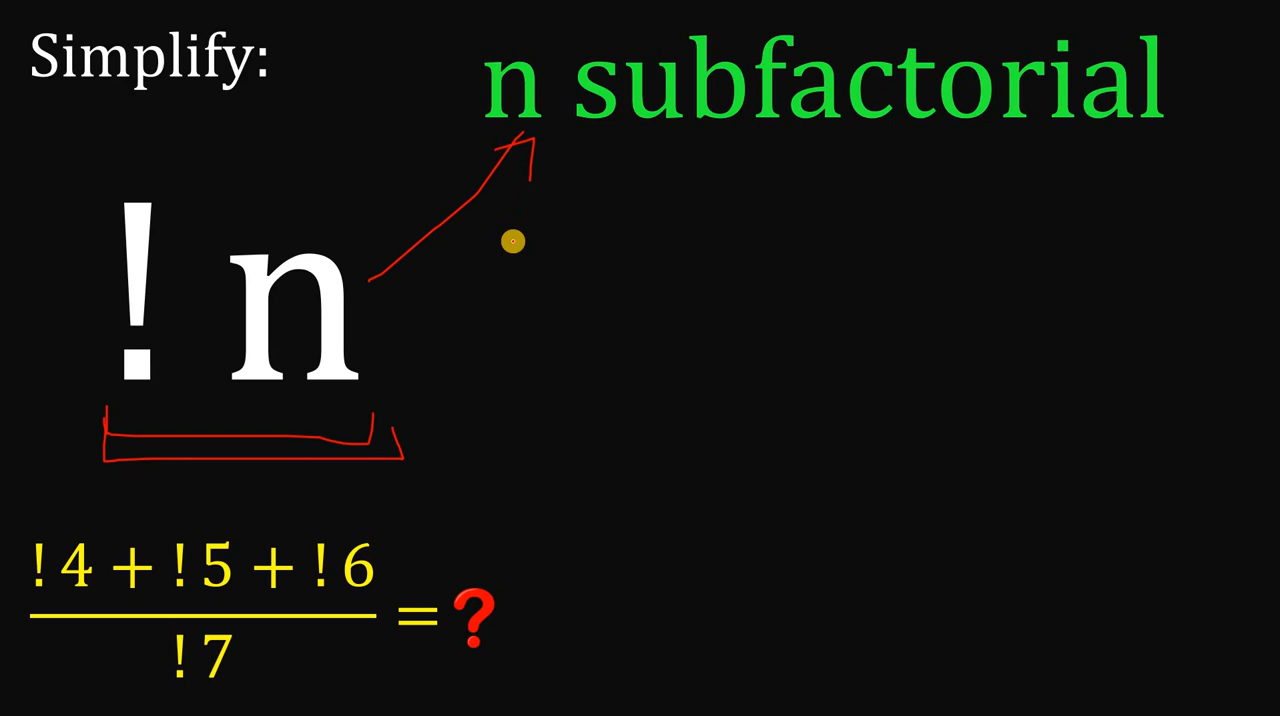 Simplify:
n subfactorial
! n
! 4 + ! 5 + ! 6
! 7
= ?